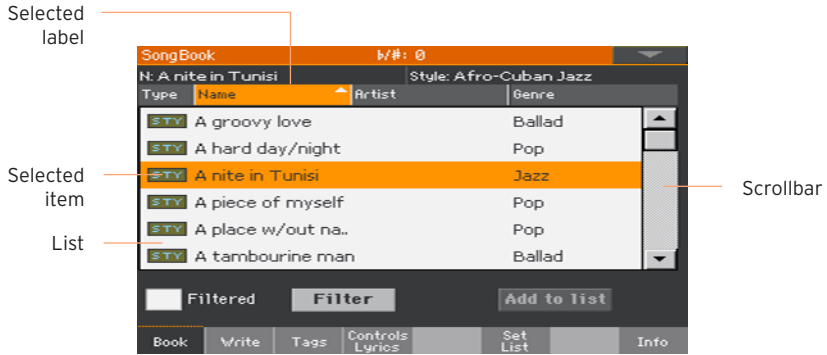 Selected
label
SongBook ♭/#: 0
N: A nite in Tunisi Style: Afro-Cuban Jazz
Type Name Artist Genre
STY A groovy love Ballad
STY A hard day/night Pop
Selected
item
STY A nite in Tunisi Jazz
Scrollbar
STY A piece of myself Pop
List
STY A place w/out na.. Pop
STY A tambourine man Ballad
Filtered Filter Add to list
Book Write Tags Controls
Lyrics Set
List Info